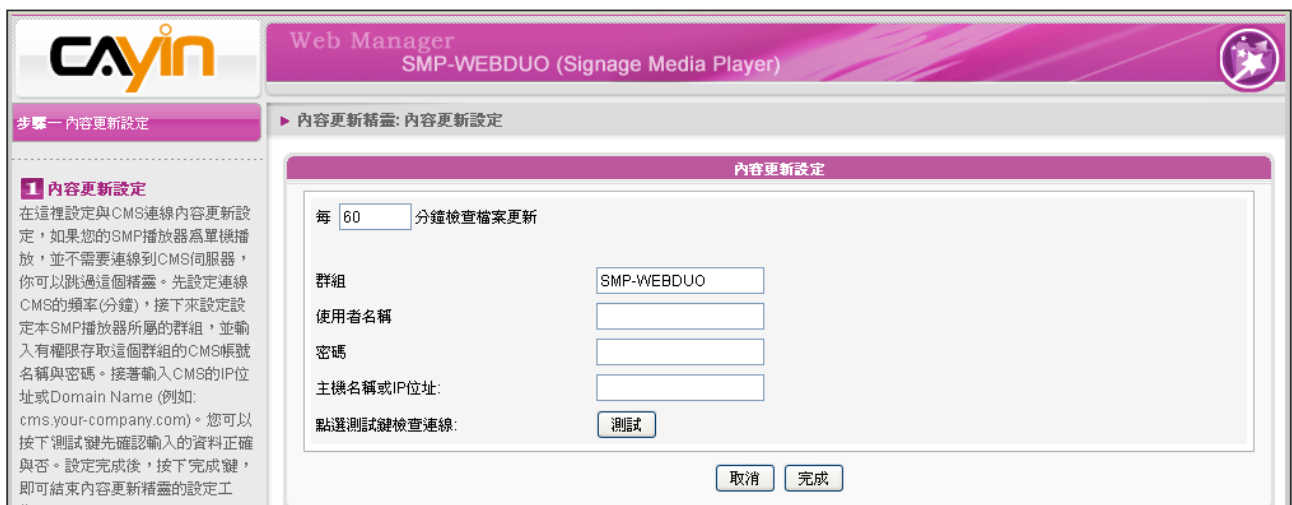 CAYIN
Web Manager
SMP-WEBDUO (Signage Media Player)
步驟一 內容更新設定
內容更新精靈: 內容更新設定
1 內容更新設定
在這裡設定與CMS連線內容更新設
定，如果您的SMP播放器為單機播
放，並不需要連線到CMS伺服器，
你可以跳過這個精靈。先設定連線
CMS的頻率(分鐘)，接下來設定設
定本SMP播放器所屬的群組，並輸
入有權限存取這個群組的CMS帳號
名稱與密碼。接著輸入CMS的IP位
址或Domain Name (例如:
cms.your-company.com)。您可以
按下測試鍵先確認輸入的資料正確
與否。設定完成後，按下完成鍵，
即可結束內容更新精靈的設定工
內容更新設定
每 60 分鐘檢查檔案更新
群組 SMP-WEBDUO
使用者名稱
密碼
主機名稱或IP位址:
點選測試鍵檢查連線: 測試
取消 完成